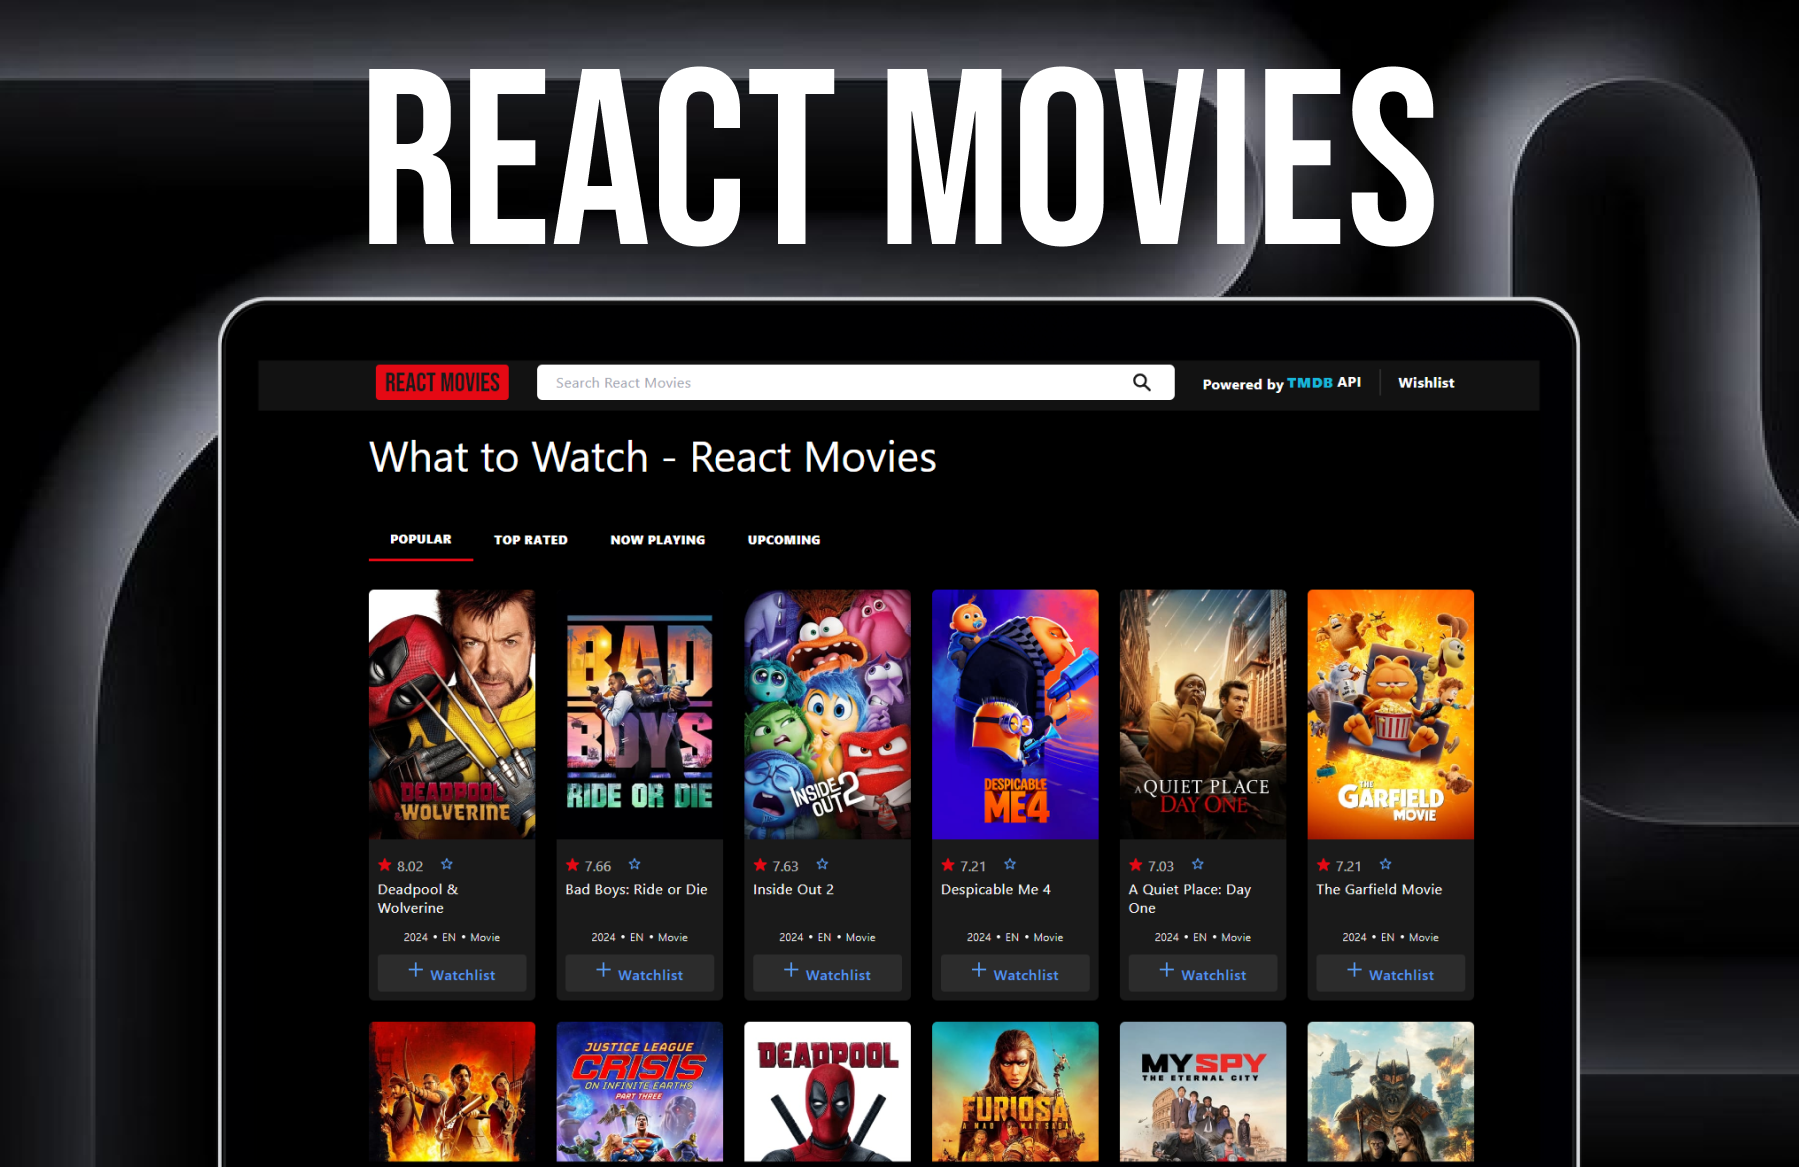 REACT MOVIES
REACT MOVIES
Search React Movies
Powered by TMDB API
Wishlist
What to Watch - React Movies
POPULAR
TOP RATED
NOW PLAYING
UPCOMING
DEADPOOL
& WOLVERINE
BAD
BOYS
RIDE OR DIE
INSIDE
OUT 2
DESPICABLE
ME 4
A QUIET PLACE
DAY ONE
THE
GARFIELD
MOVIE
8.02
Deadpool &
Wolverine
2024 • EN • Movie
+ Watchlist
7.66
Bad Boys: Ride or Die
2024 • EN • Movie
+ Watchlist
7.63
Inside Out 2
2024 • EN • Movie
+ Watchlist
7.21
Despicable Me 4
2024 • EN • Movie
+ Watchlist
7.03
A Quiet Place: Day
One
2024 • EN • Movie
+ Watchlist
7.21
The Garfield Movie
2024 • EN • Movie
+ Watchlist
JUSTICE LEAGUE
CRISIS
ON INFINITE EARTHS
PART THREE
DEADPOOL
FURIOSA
A MAD MAX SAGA
MY SPY
THE ETERNAL CITY